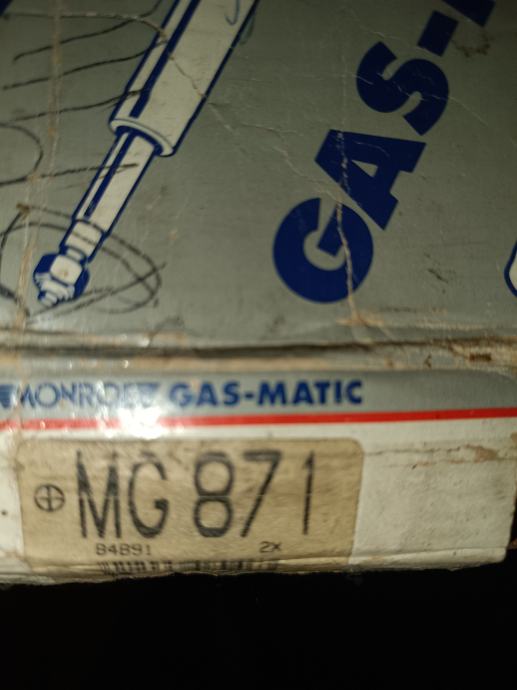 GAS-
MONROE GAS-MATIC
MG 871
84891 2X